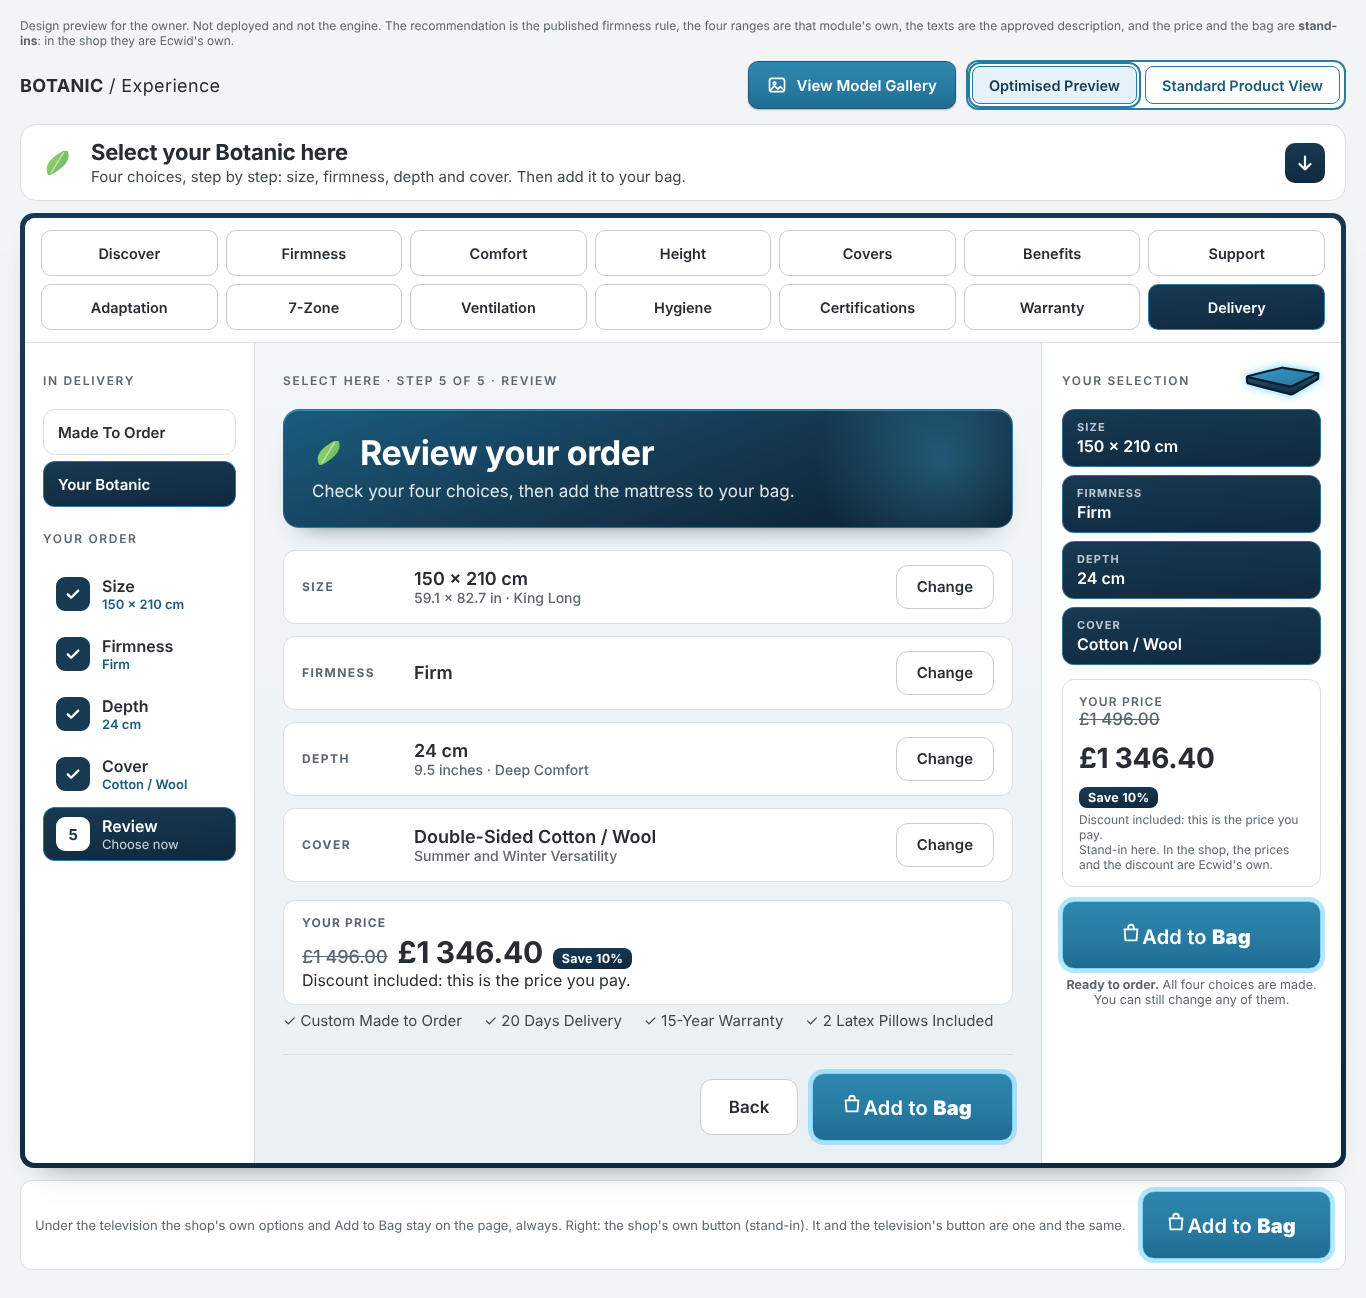 Design preview for the owner. Not deployed and not the engine. The recommendation is the published firmness rule, the four ranges are that module's own, the texts are the approved description, and the price and the bag are stand-
ins: in the shop they are Ecwid's own.
BOTANIC / Experience
View Model Gallery
Optimised Preview
Standard Product View
Select your Botanic here
Four choices, step by step: size, firmness, depth and cover. Then add it to your bag.
Discover
Firmness
Comfort
Height
Covers
Benefits
Support
Adaptation
7-Zone
Ventilation
Hygiene
Certifications
Warranty
Delivery
IN DELIVERY
Made To Order
Your Botanic
YOUR ORDER
Size
150 × 210 cm
Firmness
Firm
Depth
24 cm
Cover
Cotton / Wool
5
Review
Choose now
SELECT HERE · STEP 5 OF 5 · REVIEW
Review your order
Check your four choices, then add the mattress to your bag.
SIZE
150 × 210 cm
59.1 × 82.7 in · King Long
Change
FIRMNESS
Firm
Change
DEPTH
24 cm
9.5 inches · Deep Comfort
Change
COVER
Double-Sided Cotton / Wool
Summer and Winter Versatility
Change
YOUR PRICE
£1 496.00 £1 346.40 Save 10%
Discount included: this is the price you pay.
✓ Custom Made to Order ✓ 20 Days Delivery ✓ 15-Year Warranty ✓ 2 Latex Pillows Included
Back
Add to Bag
YOUR SELECTION
SIZE
150 × 210 cm
FIRMNESS
Firm
DEPTH
24 cm
COVER
Cotton / Wool
YOUR PRICE
£1 496.00
£1 346.40
Save 10%
Discount included: this is the price you
pay.
Stand-in here. In the shop, the prices
and the discount are Ecwid's own.
Add to Bag
Ready to order. All four choices are made.
You can still change any of them.
Under the television the shop's own options and Add to Bag stay on the page, always. Right: the shop's own button (stand-in). It and the television's button are one and the same.
Add to Bag